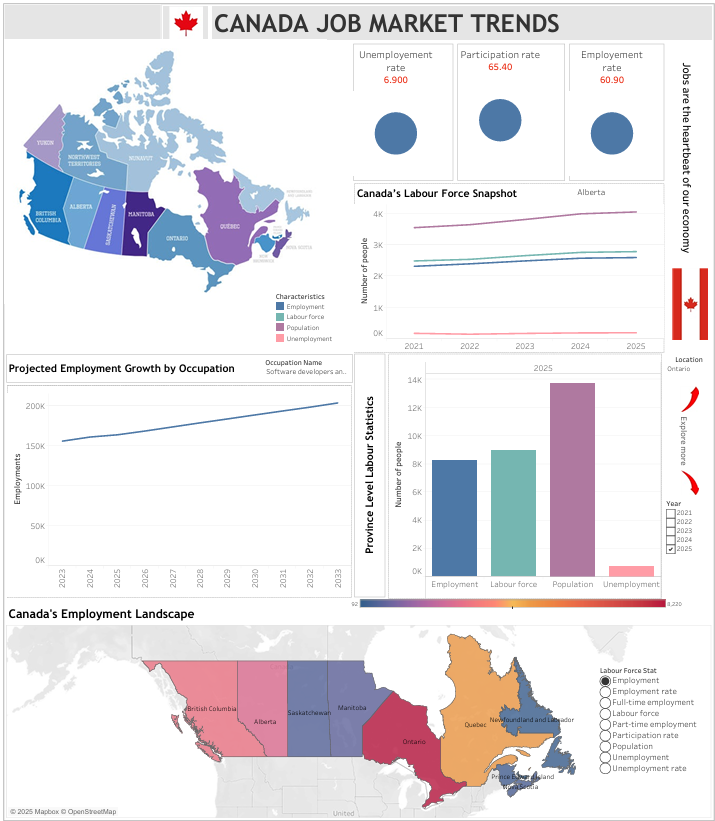 CANADA JOB MARKET TRENDS
Unemployement
rate
6.900
Participation rate
65.40
Employement
rate
60.90
Jobs are the heartbeat of our economy
YUKON
NORTHWEST
TERRITORIES
NUNAVUT
BRITISH
COLUMBIA
ALBERTA
SASKATCHEWAN
MANITOBA
ONTARIO
QUÉBEC
Characteristics
Employment
Labour force
Population
Unemployment
Canada's Labour Force Snapshot
Alberta
Number of people
4K
3K
2K
0K
2021
2022
2023
2024
2025
Projected Employment Growth by Occupation
Occupation Name
Software developers an..
Employments
200K
150K
100K
50K
0K
2023
2024
2025
2026
2027
2028
2029
2030
2031
2032
2033
Province Level Labour Statistics
2025
Number of people
14K
12K
10K
8K
6K
4K
2K
0K
Employment
Labour force
Population
Unemployment
Location
Ontario
Explore more
Year
2021
2022
2023
2024
2025
92
8,220
Canada's Employment Landscape
British Columbia
Alberta
Saskatchewan
Manitoba
Ontario
Quebec
Newfoundland and Labrador
Prince Edward Island
Nova Scotia
United
© 2025 Mapbox © OpenStreetMap
Labour Force Stat
Employment
Employment rate
Full-time employment
Labour force
Part-time employment
Participation rate
Population
Unemployment
Unemployment rate